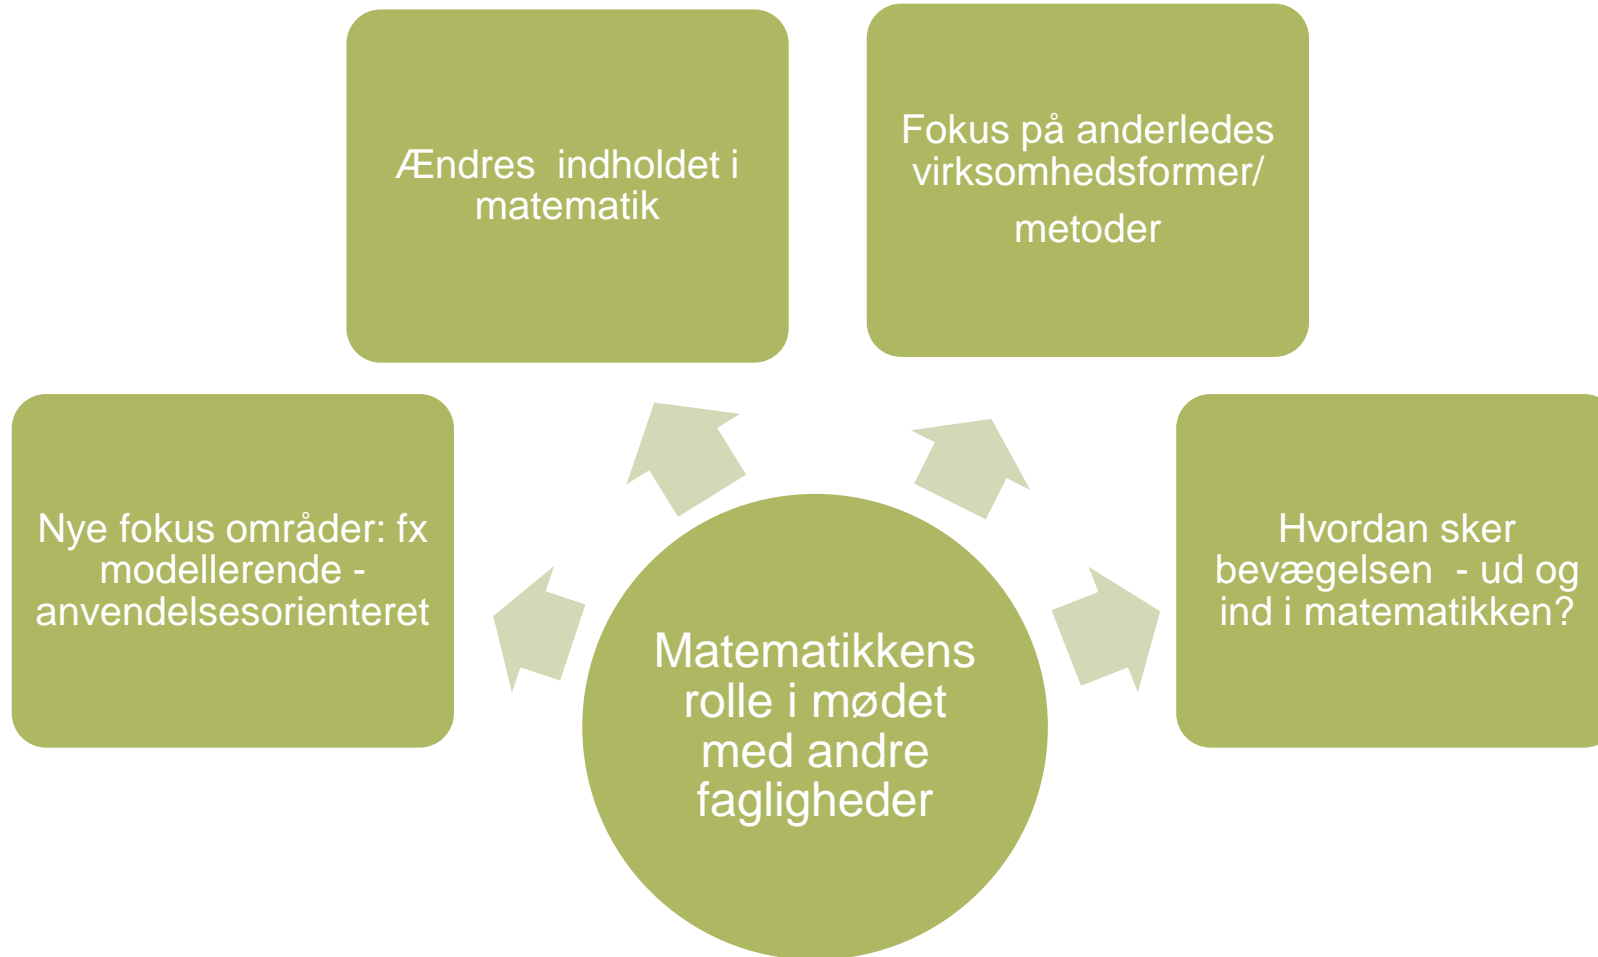 Ændres  indholdet i
matematik
Fokus på anderledes
virksomhedsformer/
metoder
Nye fokus områder: fx
modellerende -
anvendelsesorienteret
Hvordan sker
bevægelsen  - ud og
ind i matematikken?
Matematikkens
rolle i mødet
med andre
fagligheder